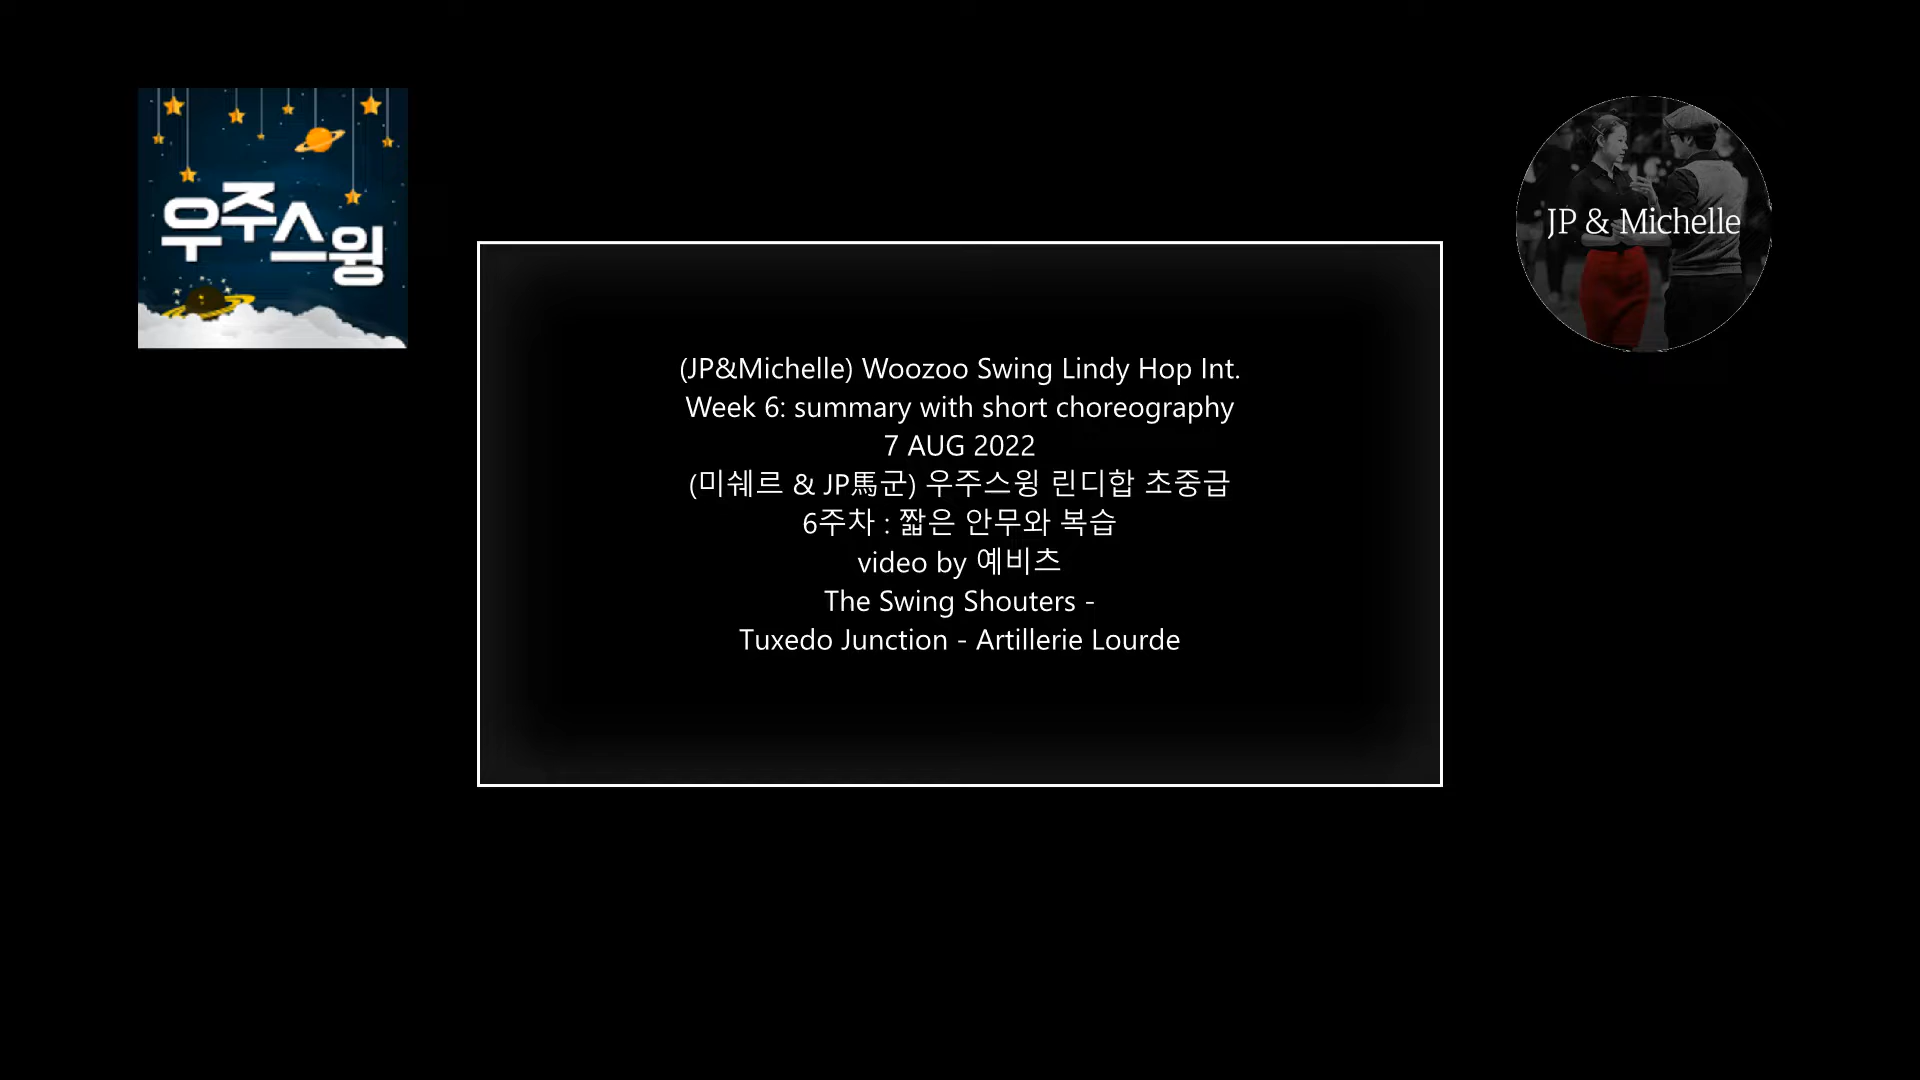 우주스윙
JP & Michelle
(JP&Michelle) Woozoo Swing Lindy Hop Int.
Week 6: summary with short choreography
7 AUG 2022
(미쉐르 & JP馬군) 우주스윙 린디합 초중급
6주차 : 짧은 안무와 복습
video by 예비츠
The Swing Shouters -
Tuxedo Junction - Artillerie Lourde